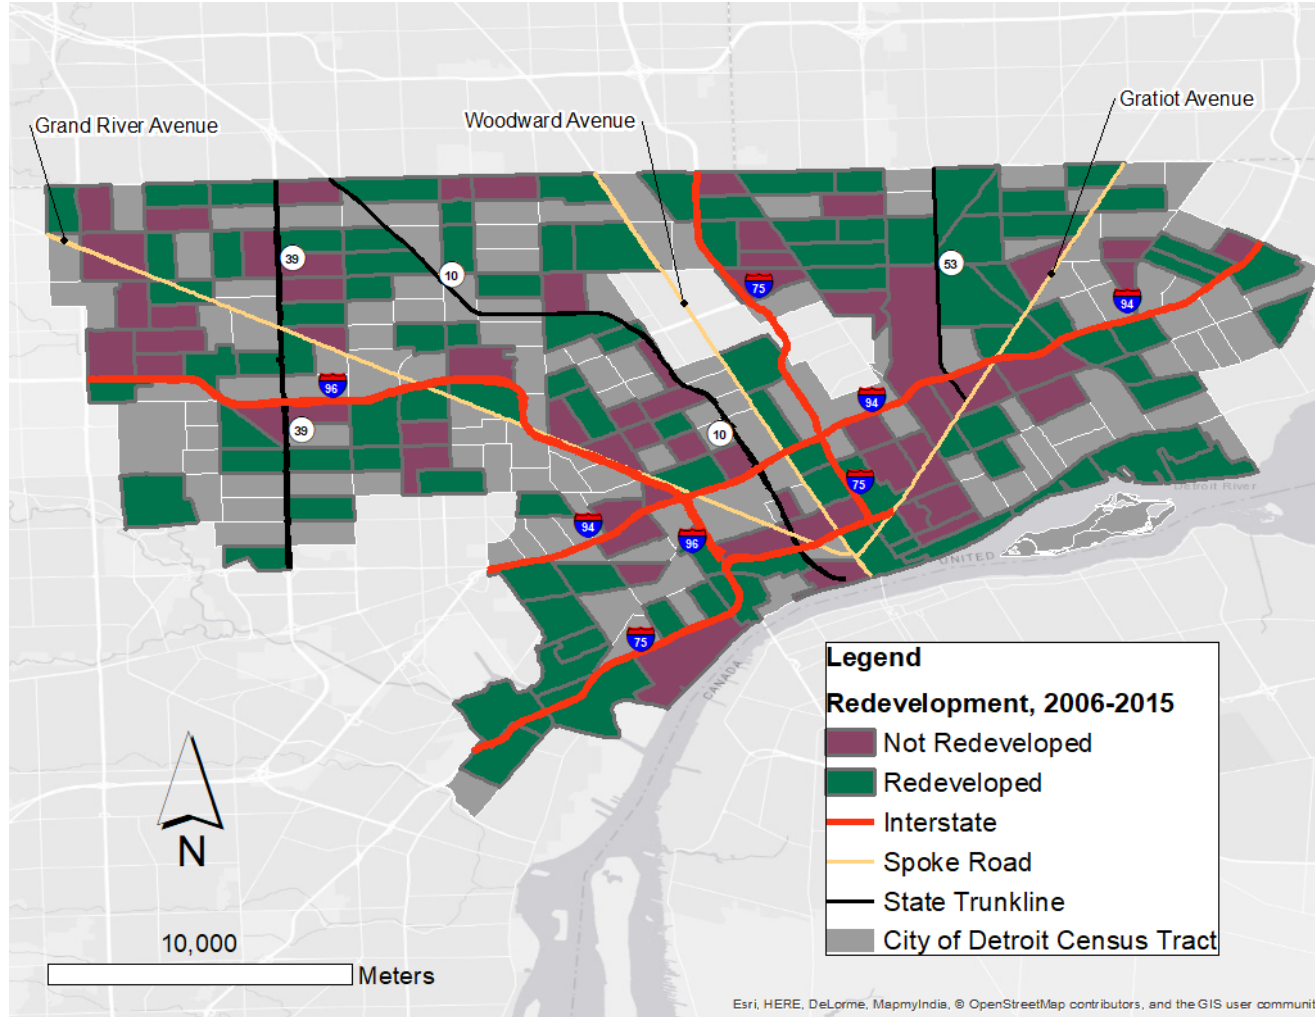 Gratiot Avenue
Woodward Avenue
Grand River Avenue
39
10
53
75
94
96
94
39
10
75
Detroit River
94
96
UNITED
75
CANADA
Legend
Redevelopment, 2006-2015
Not Redeveloped
Redeveloped
Interstate
Spoke Road
State Trunkline
City of Detroit Census Tract
N
10,000
Meters
Esri, HERE, DeLorme, MapmyIndia, © OpenStreetMap contributors, and the GIS user communit